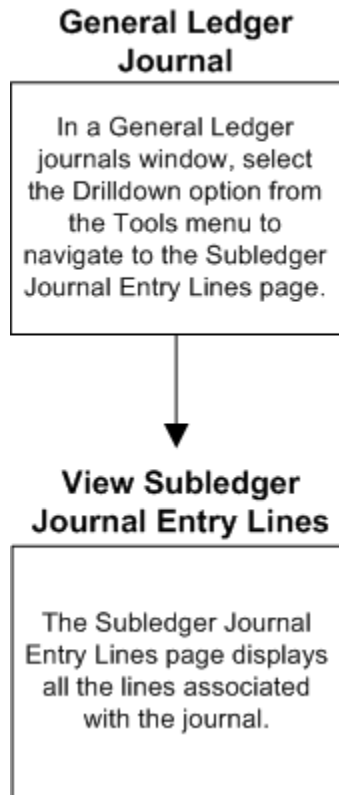 General Ledger
Journal
In a General Ledger
journals window, select
the Drilldown option from
the Tools menu to
navigate to the Subledger
Journal Entry Lines page.
View Subledger
Journal Entry Lines
The Subledger Journal
Entry Lines page displays
all the lines associated
with the journal.